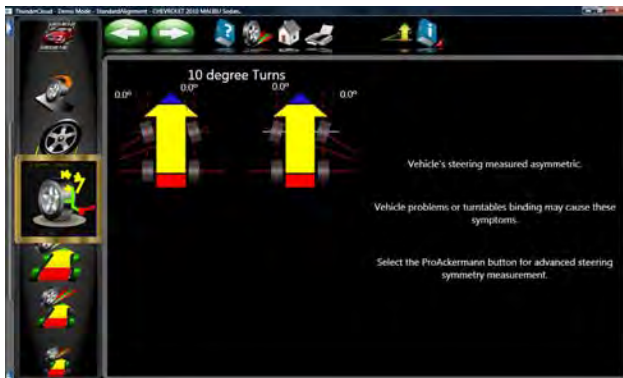 ThunderCloud - Demo Mode - StandardAlignment - CHEVROLET 2010 MALIBU Sedan..
10 degree Turns
0.0° 0.0° 0.0° 0.0°
Vehicle's steering measured asymmetric.
Vehicle problems or turntables binding may cause these
symptoms.
Select the ProAckermann button for advanced steering
symmetry measurement.